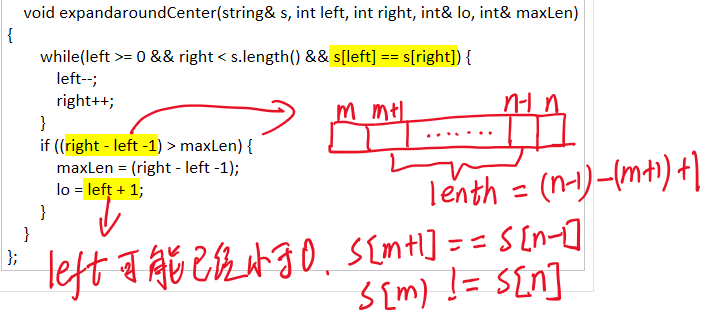 void expandaroundCenter(string& s, int left, int right, int& lo, int& maxLen)
{
while(left >= 0 && right < s.length() && s[left] == s[right]) {
left--;
right++;
}
if ((right - left -1) > maxLen) {
maxLen = (right - left -1);
lo = left + 1;
}
}
};
m m+1 n-1 n
.......
lenth = (n-1)-(m+1)+1
left可能已经小于0.
s[m+1] == s[n-1]
s[m) != s[n]